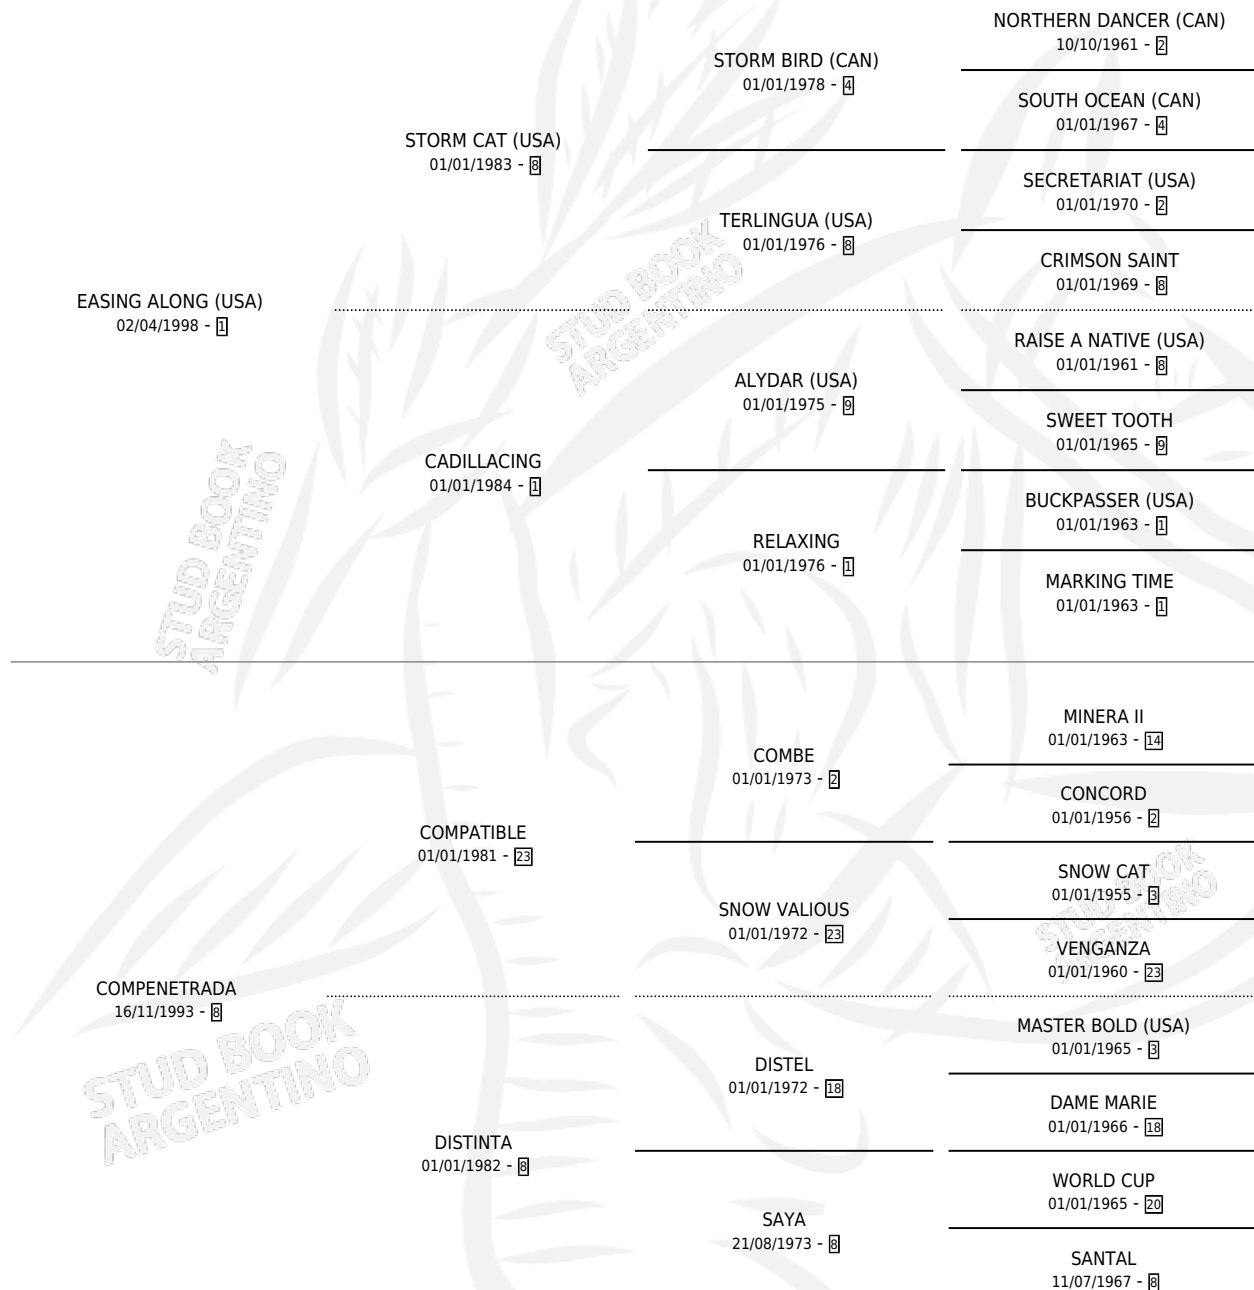 NORTHERN DANCER (CAN)
10/10/1961 - 2
STORM BIRD (CAN)
01/01/1978 - 4
SOUTH OCEAN (CAN)
01/01/1967 - 4
STORM CAT (USA)
01/01/1983 - 8
SECRETARIAT (USA)
01/01/1970 - 2
TERLINGUA (USA)
01/01/1976 - 8
CRIMSON SAINT
01/01/1969 - 8
EASING ALONG (USA)
02/04/1998 - 1
STUD BOOK
ARGENTINO
RAISE A NATIVE (USA)
01/01/1961 - 8
ALYDAR (USA)
01/01/1975 - 9
SWEET TOOTH
01/01/1965 - 9
CADILLACING
01/01/1984 - 1
BUCKPASSER (USA)
01/01/1963 - 1
RELAXING
01/01/1976 - 1
MARKING TIME
01/01/1963 - 1
STUD BOOK
ARGENTINO
MINERA II
01/01/1963 - 14
COMBE
01/01/1973 - 2
CONCORD
01/01/1956 - 2
COMPATIBLE
01/01/1981 - 23
SNOW CAT
01/01/1955 - 3
SNOW VALIOUS
01/01/1972 - 23
VENGANZA
01/01/1960 - 23
STUD BOOK
ARGENTINO
COMPENETRADA
16/11/1993 - 8
MASTER BOLD (USA)
01/01/1965 - 3
DISTEL
01/01/1972 - 18
DAME MARIE
01/01/1966 - 18
STUD BOOK
ARGENTINO
DISTINTA
01/01/1982 - 8
WORLD CUP
01/01/1965 - 20
SAYA
21/08/1973 - 8
SANTAL
11/07/1967 - 8